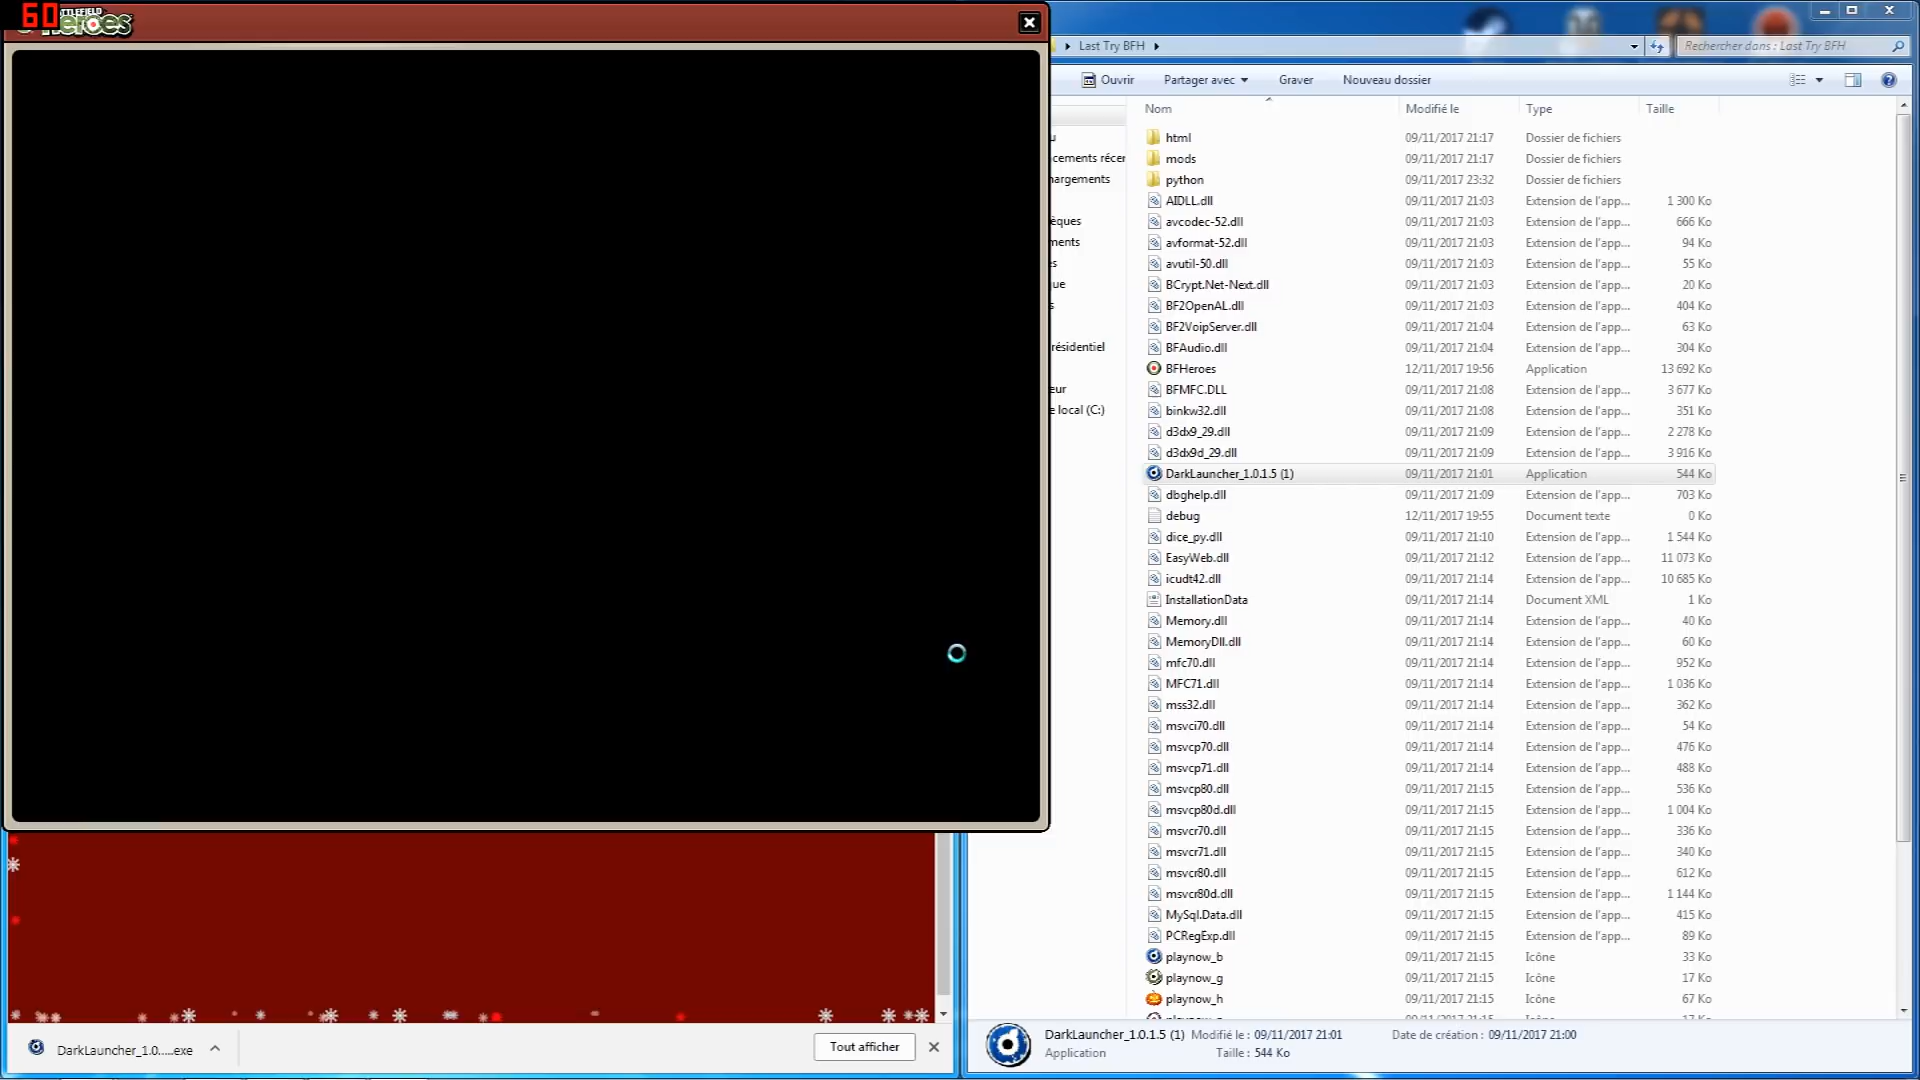 60
BATTLEFIELD
Heroes
Last Try BFH
Rechercher dans : Last Try BFH
Ouvrir
Partager avec
Graver
Nouveau dossier
Nom Modifié le Type Taille
html 09/11/2017 21:17 Dossier de fichiers
mods 09/11/2017 21:17 Dossier de fichiers
python 09/11/2017 23:32 Dossier de fichiers
AIDLL.dll 09/11/2017 21:03 Extension de l'app... 1 300 Ko
avcodec-52.dll 09/11/2017 21:03 Extension de l'app... 666 Ko
avformat-52.dll 09/11/2017 21:03 Extension de l'app... 94 Ko
avutil-50.dll 09/11/2017 21:03 Extension de l'app... 55 Ko
BCrypt.Net-Next.dll 09/11/2017 21:03 Extension de l'app... 20 Ko
BF2OpenAL.dll 09/11/2017 21:03 Extension de l'app... 404 Ko
BF2VoipServer.dll 09/11/2017 21:04 Extension de l'app... 63 Ko
BFAudio.dll 09/11/2017 21:04 Extension de l'app... 304 Ko
BFHeroes 12/11/2017 19:56 Application 13 692 Ko
BFMFC.DLL 09/11/2017 21:08 Extension de l'app... 3 677 Ko
binkw32.dll 09/11/2017 21:08 Extension de l'app... 351 Ko
d3dx9_29.dll 09/11/2017 21:09 Extension de l'app... 2 278 Ko
d3dx9d_29.dll 09/11/2017 21:09 Extension de l'app... 3 916 Ko
DarkLauncher_1.0.1.5 (1) 09/11/2017 21:01 Application 544 Ko
dbghelp.dll 09/11/2017 21:09 Extension de l'app... 703 Ko
debug 12/11/2017 19:55 Document texte 0 Ko
dice_py.dll 09/11/2017 21:10 Extension de l'app... 1 544 Ko
EasyWeb.dll 09/11/2017 21:12 Extension de l'app... 11 073 Ko
icudt42.dll 09/11/2017 21:14 Extension de l'app... 10 685 Ko
InstallationData 09/11/2017 21:14 Document XML 1 Ko
Memory.dll 09/11/2017 21:14 Extension de l'app... 40 Ko
MemoryDll.dll 09/11/2017 21:14 Extension de l'app... 60 Ko
mfc70.dll 09/11/2017 21:14 Extension de l'app... 952 Ko
MFC71.dll 09/11/2017 21:14 Extension de l'app... 1 036 Ko
mss32.dll 09/11/2017 21:14 Extension de l'app... 362 Ko
msvci70.dll 09/11/2017 21:14 Extension de l'app... 54 Ko
msvcp70.dll 09/11/2017 21:14 Extension de l'app... 476 Ko
msvcp71.dll 09/11/2017 21:14 Extension de l'app... 488 Ko
msvcp80.dll 09/11/2017 21:15 Extension de l'app... 536 Ko
msvcp80d.dll 09/11/2017 21:15 Extension de l'app... 1 004 Ko
msvcr70.dll 09/11/2017 21:15 Extension de l'app... 336 Ko
msvcr71.dll 09/11/2017 21:15 Extension de l'app... 340 Ko
msvcr80.dll 09/11/2017 21:15 Extension de l'app... 612 Ko
msvcr80d.dll 09/11/2017 21:15 Extension de l'app... 1 144 Ko
MySql.Data.dll 09/11/2017 21:15 Extension de l'app... 415 Ko
PCRegExp.dll 09/11/2017 21:15 Extension de l'app... 89 Ko
playnow_b 09/11/2017 21:15 Icône 33 Ko
playnow_g 09/11/2017 21:15 Icône 17 Ko
playnow_h 09/11/2017 21:15 Icône 67 Ko
u
cements récer
hargements
èques
ments
es
que
s
résidentiel
eur
e local (C:)
DarkLauncher_1.0.1.5 (1) Modifié le : 09/11/2017 21:01 Date de création : 09/11/2017 21:00
Application Taille : 544 Ko
DarkLauncher_1.0.....exe
Tout afficher